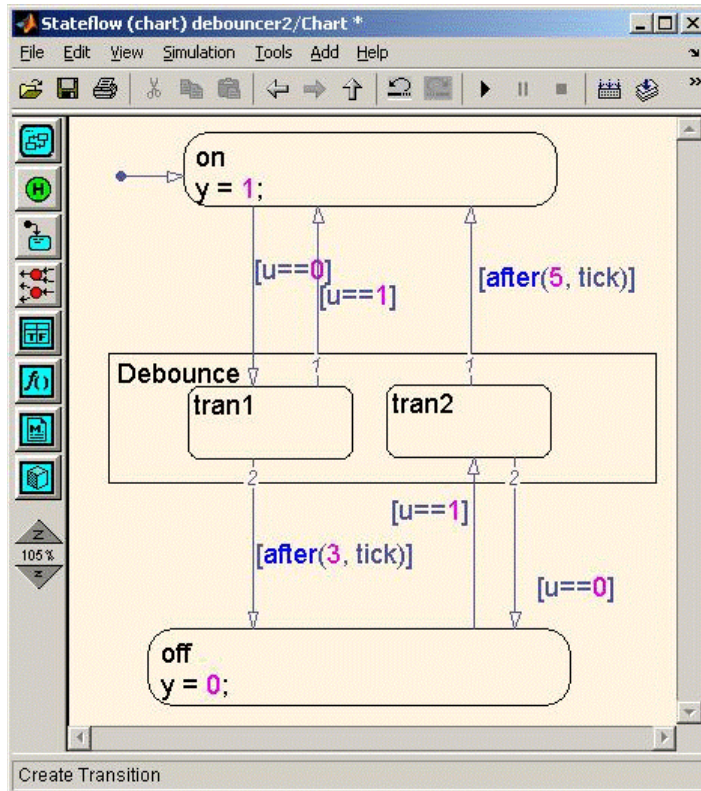 Stateflow (chart) debouncer2/Chart *
File Edit View Simulation Tools Add Help
on
y = 1;
[u==0]
[u==1]
[after(5, tick)]
Debounce
1
1
tran1
tran2
2
2
[u==1]
[after(3, tick)]
[u==0]
off
y = 0;
H
TF
f()
M
Z
105%
Z
Create Transition